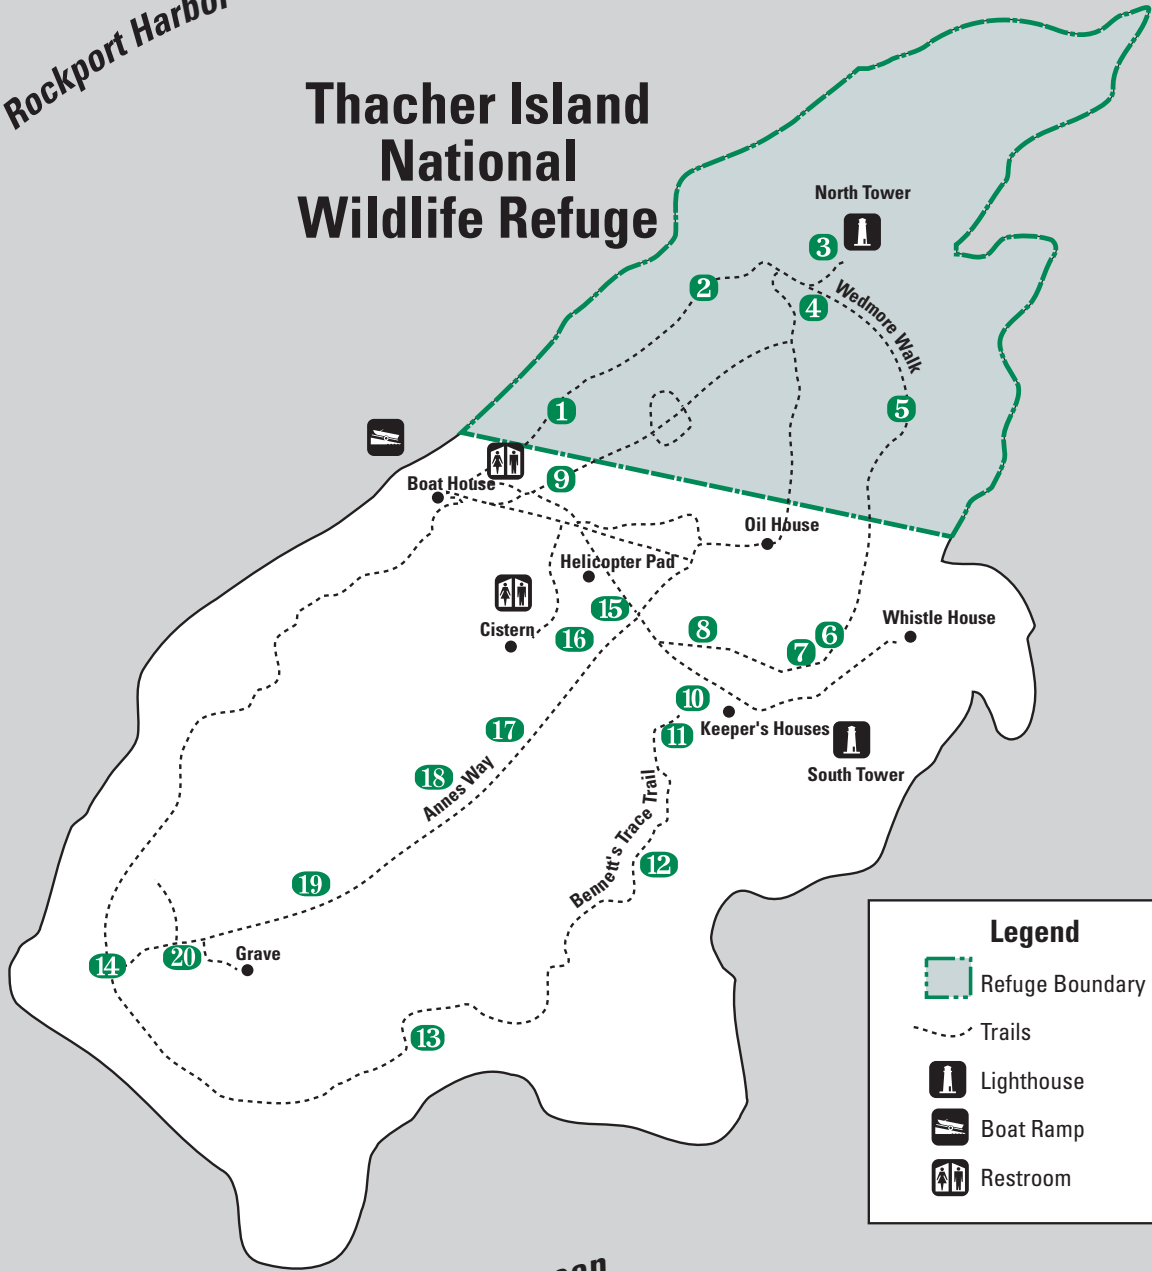 Rockport Harbor
Thacher Island
National
Wildlife Refuge
North Tower
3
2
4
Wedmore Walk
1
5
Boat House
9
Oil House
Helicopter Pad
15
Cistern
16
8
6
7
Whistle House
10
Keeper's Houses
11
17
South Tower
18
Annes Way
Bennett's Trace Trail
12
19
14
20
Grave
13
Legend
Refuge Boundary
Trails
Lighthouse
Boat Ramp
Restroom